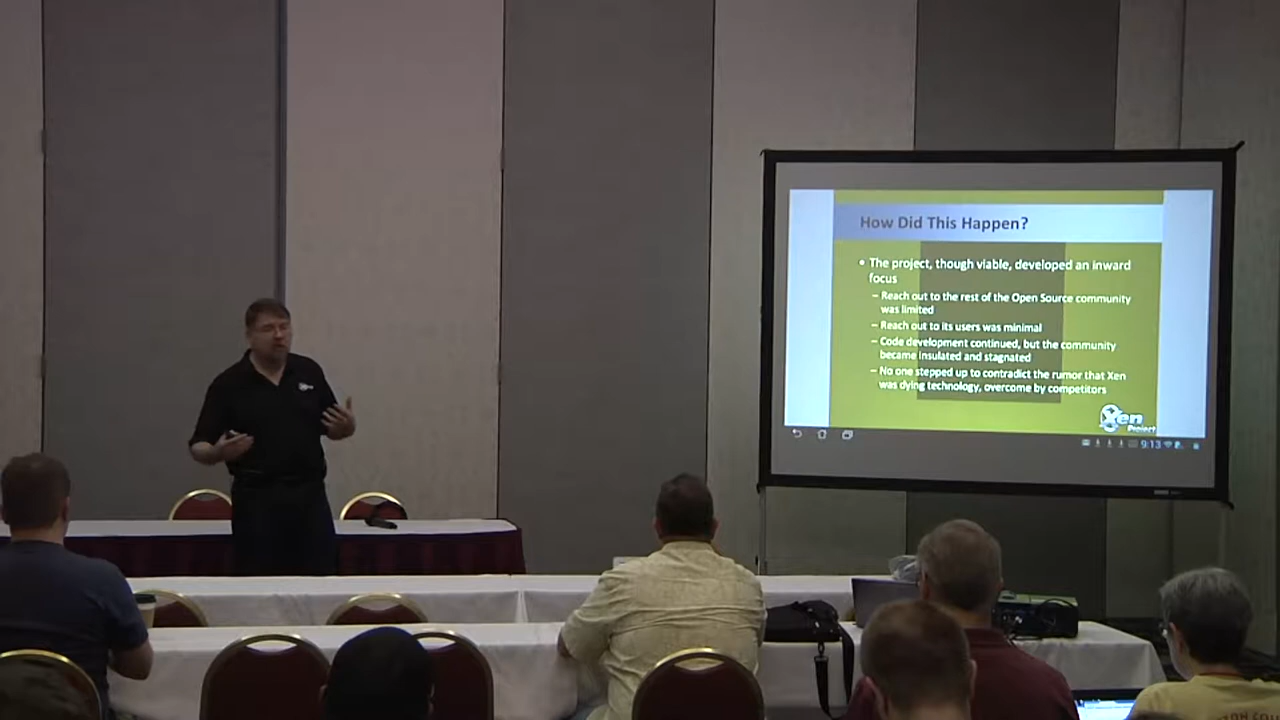 How Did This Happen?
• The project, though viable, developed an inward
focus
– Reach out to the rest of the Open Source community
was limited
– Reach out to its users was minimal
– Code development continued, but the community
became insulated and stagnated
– No one stepped up to contradict the rumor that Xen
was dying technology, overcome by competitors
Xen
Project
9:13